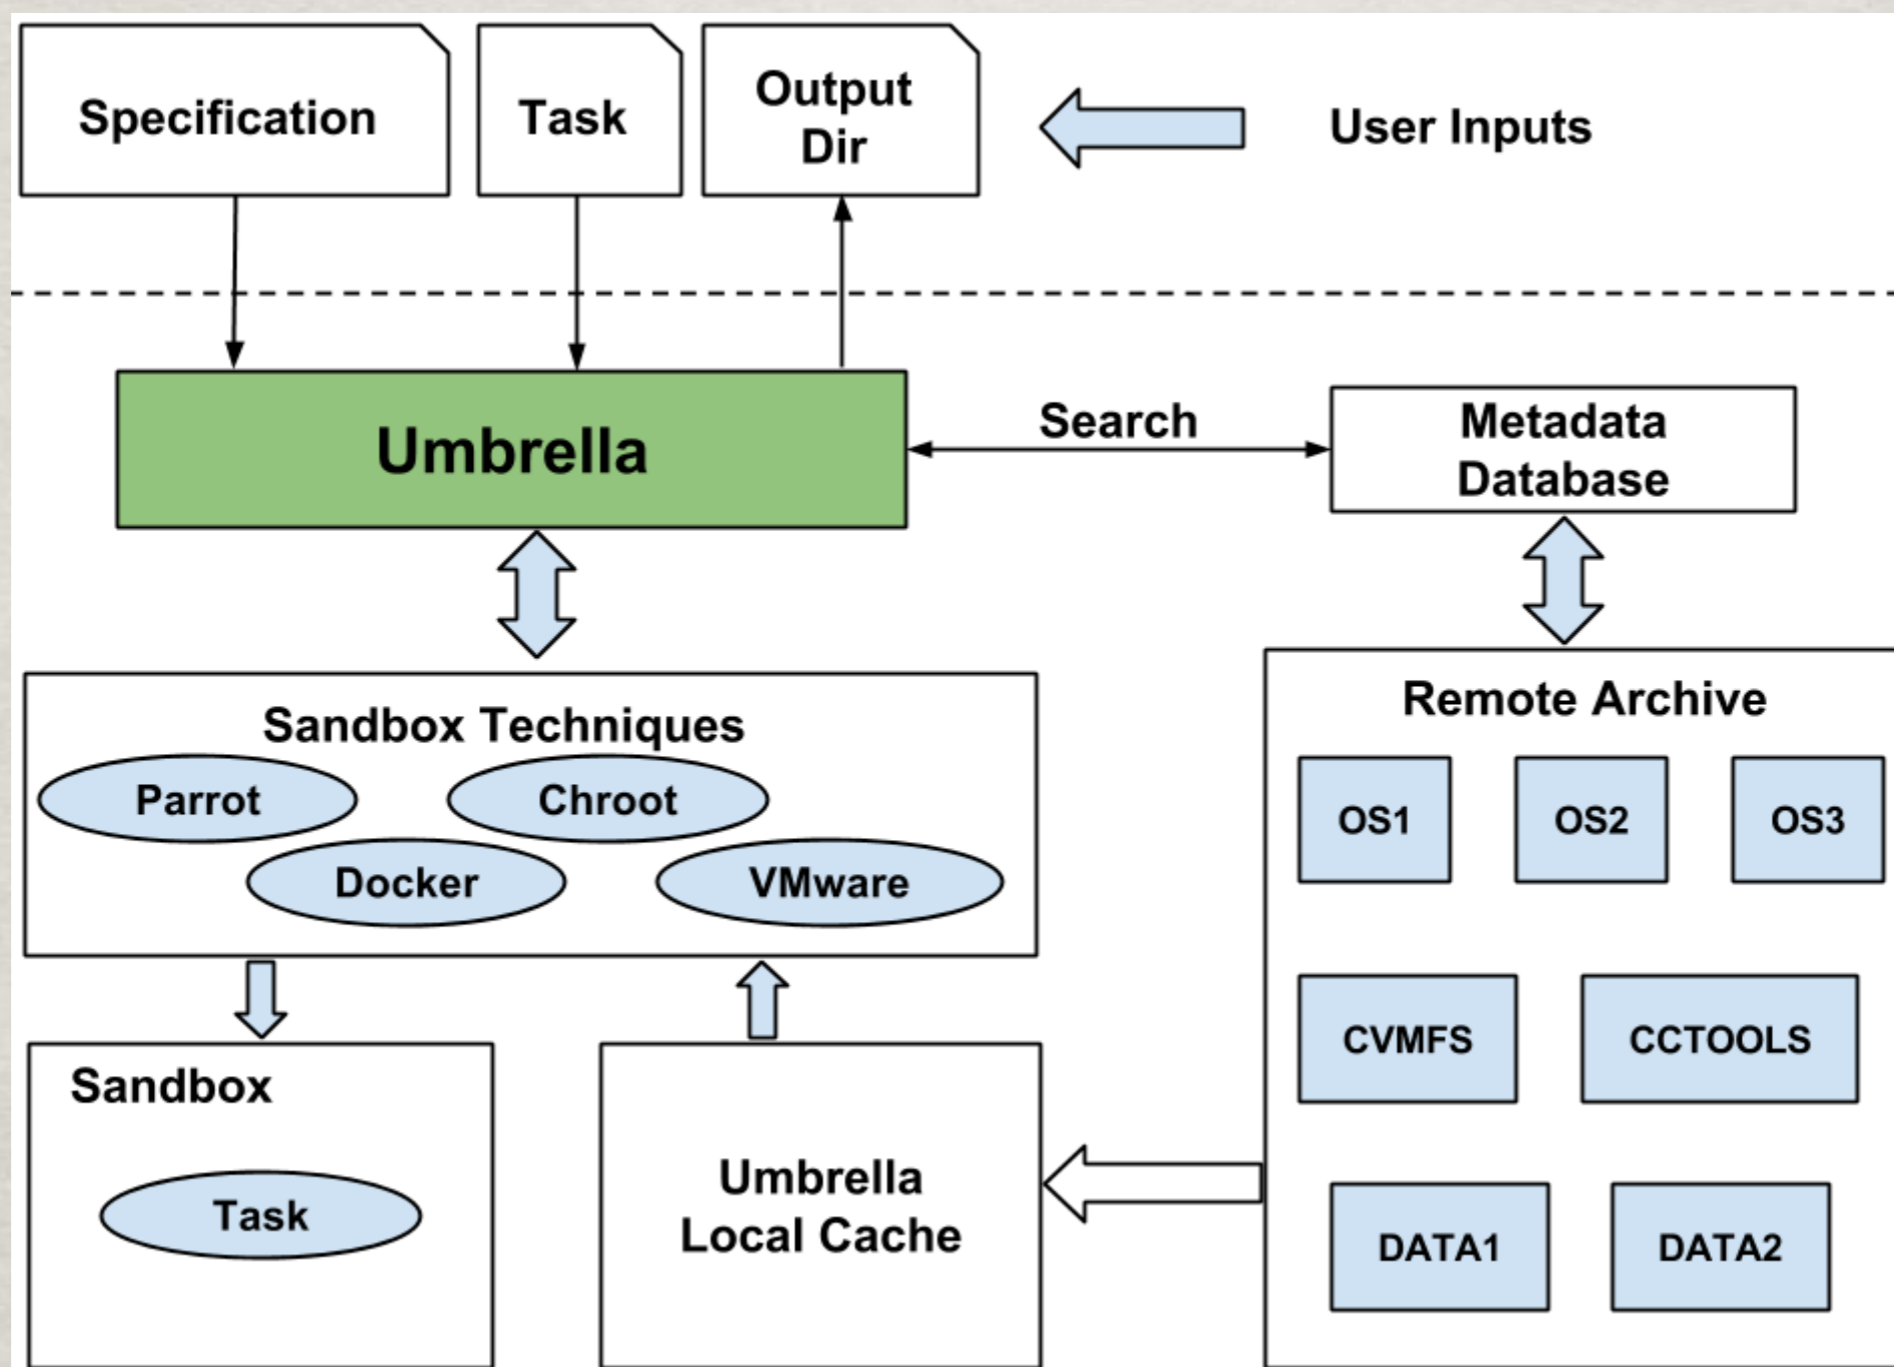 Specification
Task
Output
Dir
User Inputs
Umbrella
Search
Metadata
Database
Sandbox Techniques
Parrot
Chroot
Docker
VMware
Remote Archive
OS1
OS2
OS3
CVMFS
CCTOOLS
DATA1
DATA2
Sandbox
Task
Umbrella
Local Cache